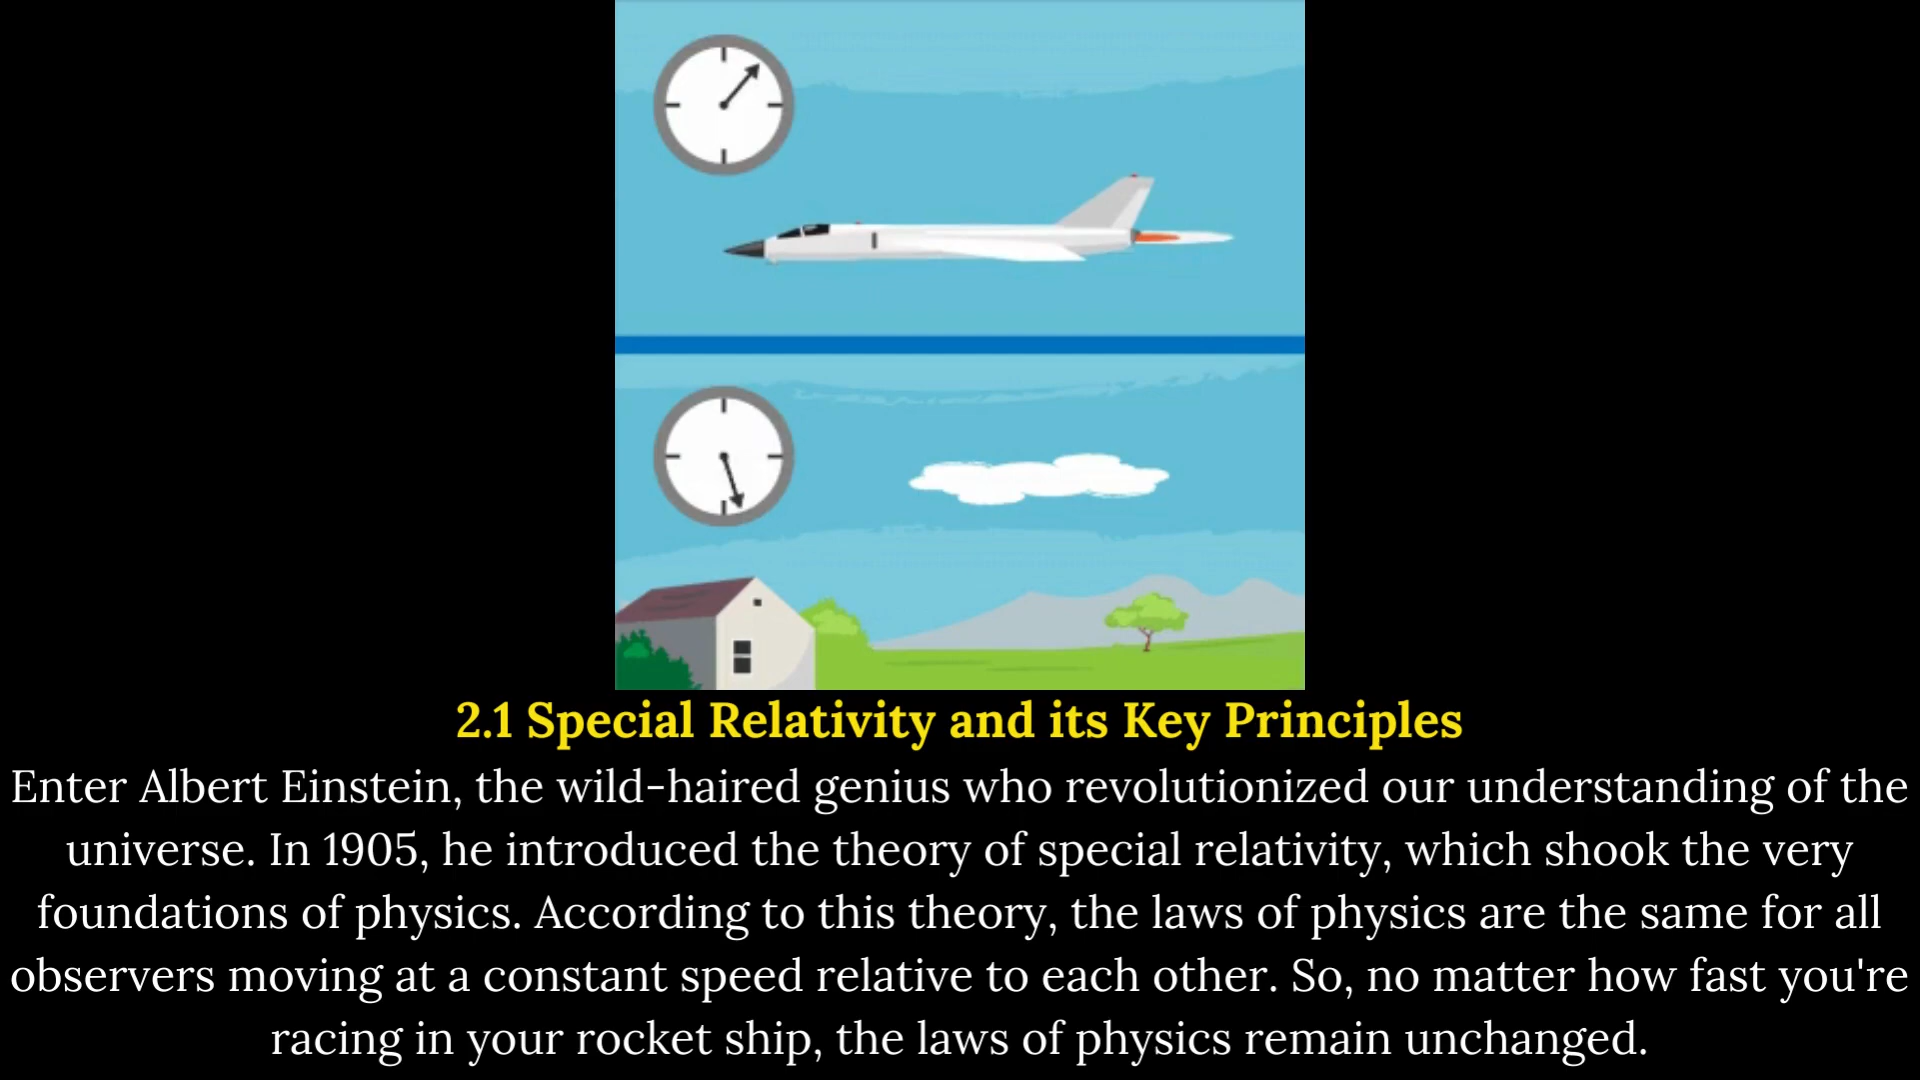 2.1 Special Relativity and its Key Principles
Enter Albert Einstein, the wild-haired genius who revolutionized our understanding of the
universe. In 1905, he introduced the theory of special relativity, which shook the very
foundations of physics. According to this theory, the laws of physics are the same for all
observers moving at a constant speed relative to each other. So, no matter how fast you're
racing in your rocket ship, the laws of physics remain unchanged.